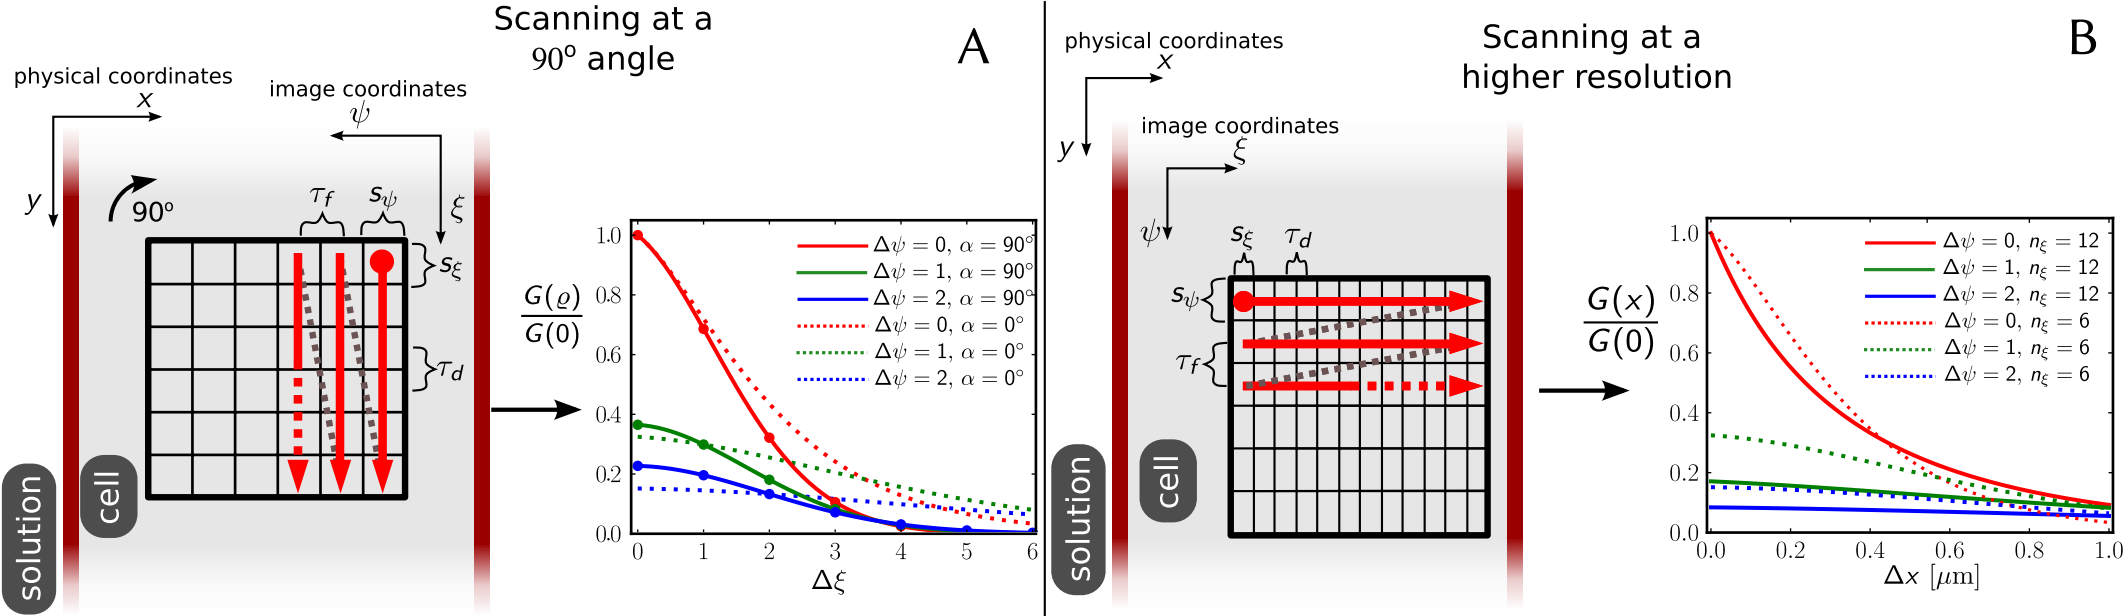 Scanning at a
90º angle
A
physical coordinates
x
y
image coordinates
ψ
ξ
90º
τf
sψ
sξ
τd
solution
cell
G(ϱ)
G(0)
1.0
0.8
0.6
0.4
0.2
0.0
0 1 2 3 4 5 6
Δξ
Δψ = 0, α = 90°
Δψ = 1, α = 90°
Δψ = 2, α = 90°
Δψ = 0, α = 0°
Δψ = 1, α = 0°
Δψ = 2, α = 0°
Scanning at a
higher resolution
B
physical coordinates
x
y
image coordinates
ξ
ψ
sξ
τd
sψ
τf
solution
cell
G(x)
G(0)
1.0
0.8
0.6
0.4
0.2
0.0
0.0 0.2 0.4 0.6 0.8 1.0
Δx [μm]
Δψ = 0, nξ = 12
Δψ = 1, nξ = 12
Δψ = 2, nξ = 12
Δψ = 0, nξ = 6
Δψ = 1, nξ = 6
Δψ = 2, nξ = 6